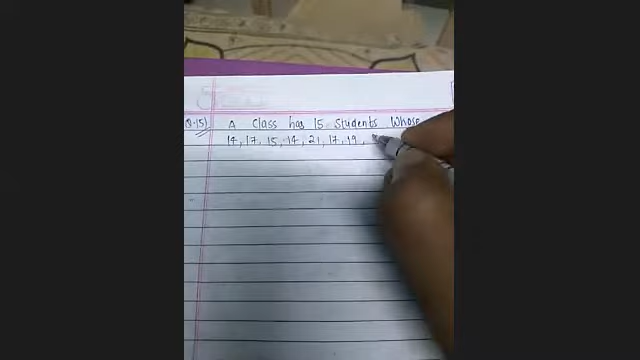 Q.15) A Class has 15 Students Whose
14, 17, 15, 14, 21, 17, 19,